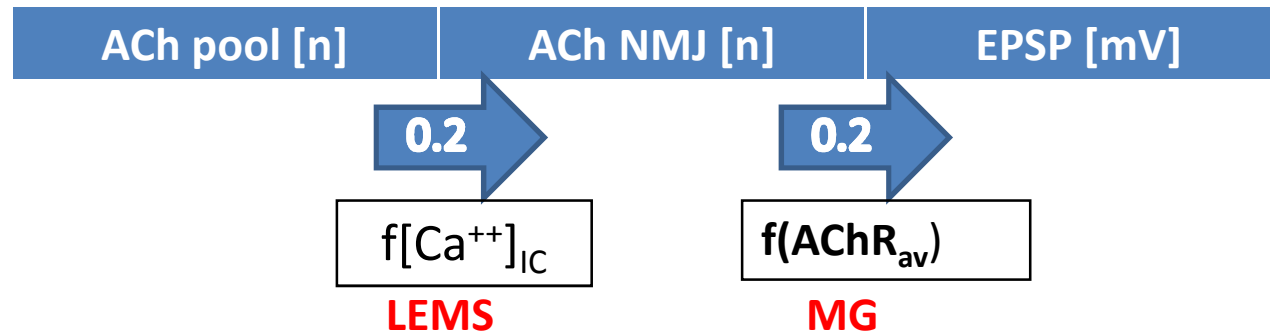 ACh pool [n] ACh NMJ [n] EPSP [mV]
0.2 0.2
f[Ca⁺⁺]IC f(AChRav)
LEMS MG